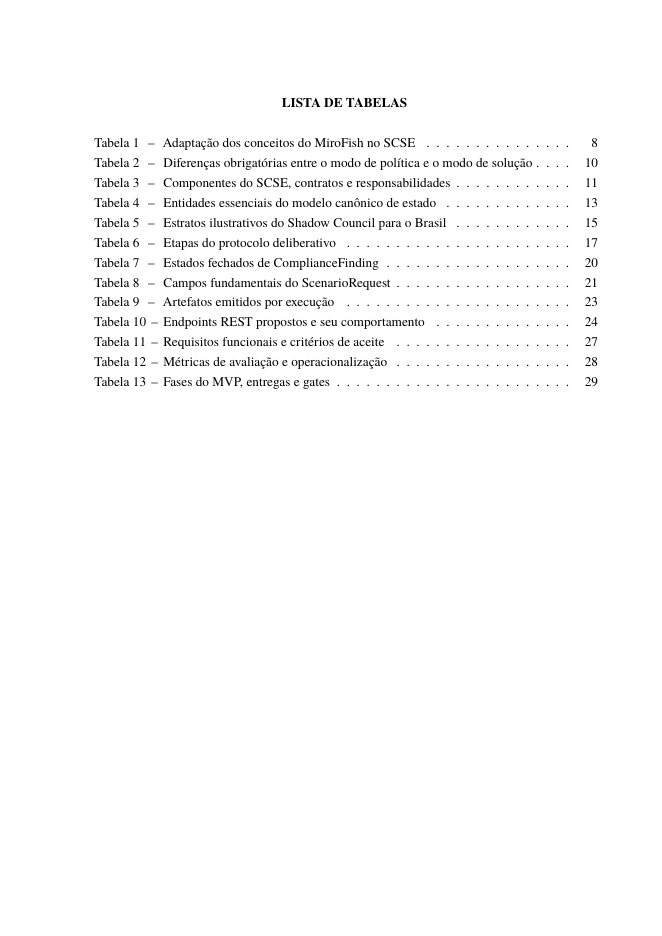 LISTA DE TABELAS
Tabela 1 – Adaptação dos conceitos do MiroFish no SCSE . . . . . . . . . . . . . . . 8
Tabela 2 – Diferenças obrigatórias entre o modo de política e o modo de solução . . . . 10
Tabela 3 – Componentes do SCSE, contratos e responsabilidades . . . . . . . . . . . . 11
Tabela 4 – Entidades essenciais do modelo canônico de estado . . . . . . . . . . . . . 13
Tabela 5 – Estratos ilustrativos do Shadow Council para o Brasil . . . . . . . . . . . . 15
Tabela 6 – Etapas do protocolo deliberativo . . . . . . . . . . . . . . . . . . . . . . . 17
Tabela 7 – Estados fechados de ComplianceFinding . . . . . . . . . . . . . . . . . . . 20
Tabela 8 – Campos fundamentais do ScenarioRequest . . . . . . . . . . . . . . . . . . 21
Tabela 9 – Artefatos emitidos por execução . . . . . . . . . . . . . . . . . . . . . . . 23
Tabela 10 – Endpoints REST propostos e seu comportamento . . . . . . . . . . . . . . 24
Tabela 11 – Requisitos funcionais e critérios de aceite . . . . . . . . . . . . . . . . . . 27
Tabela 12 – Métricas de avaliação e operacionalização . . . . . . . . . . . . . . . . . . 28
Tabela 13 – Fases do MVP, entregas e gates . . . . . . . . . . . . . . . . . . . . . . . . 29